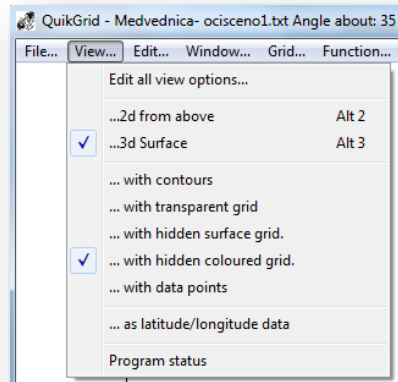 QuikGrid - Medvednica- ocisceno1.txt Angle about: 35
File... View... Edit... Window... Grid... Function...
Edit all view options...
...2d from above Alt 2
...3d Surface Alt 3
... with contours
... with transparent grid
... with hidden surface grid.
... with hidden coloured grid.
... with data points
... as latitude/longitude data
Program status